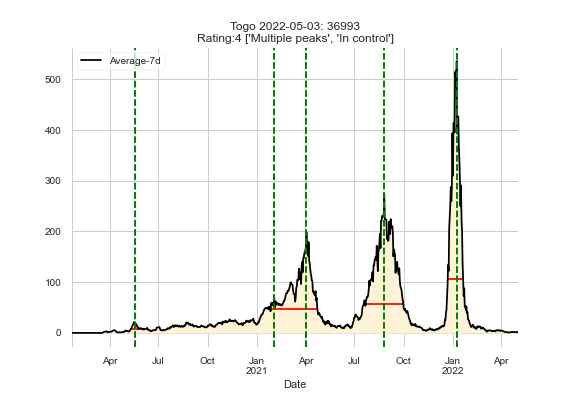 Togo 2022-05-03: 36993
Rating:4 ['Multiple peaks', 'In control']
Average-7d
500
400
300
200
100
0
Apr Jul Oct Jan Apr Jul Oct Jan Apr
2021 2022
Date